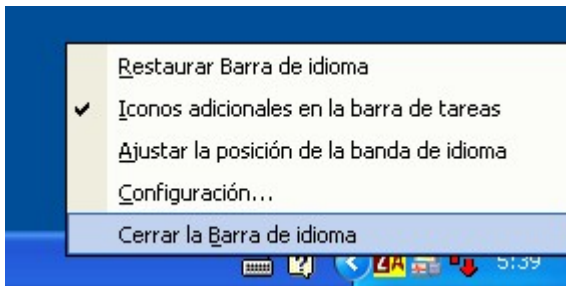 Restaurar Barra de idioma
Iconos adicionales en la barra de tareas
Ajustar la posición de la banda de idioma
Configuración...
Cerrar la Barra de idioma
ZA 5:39